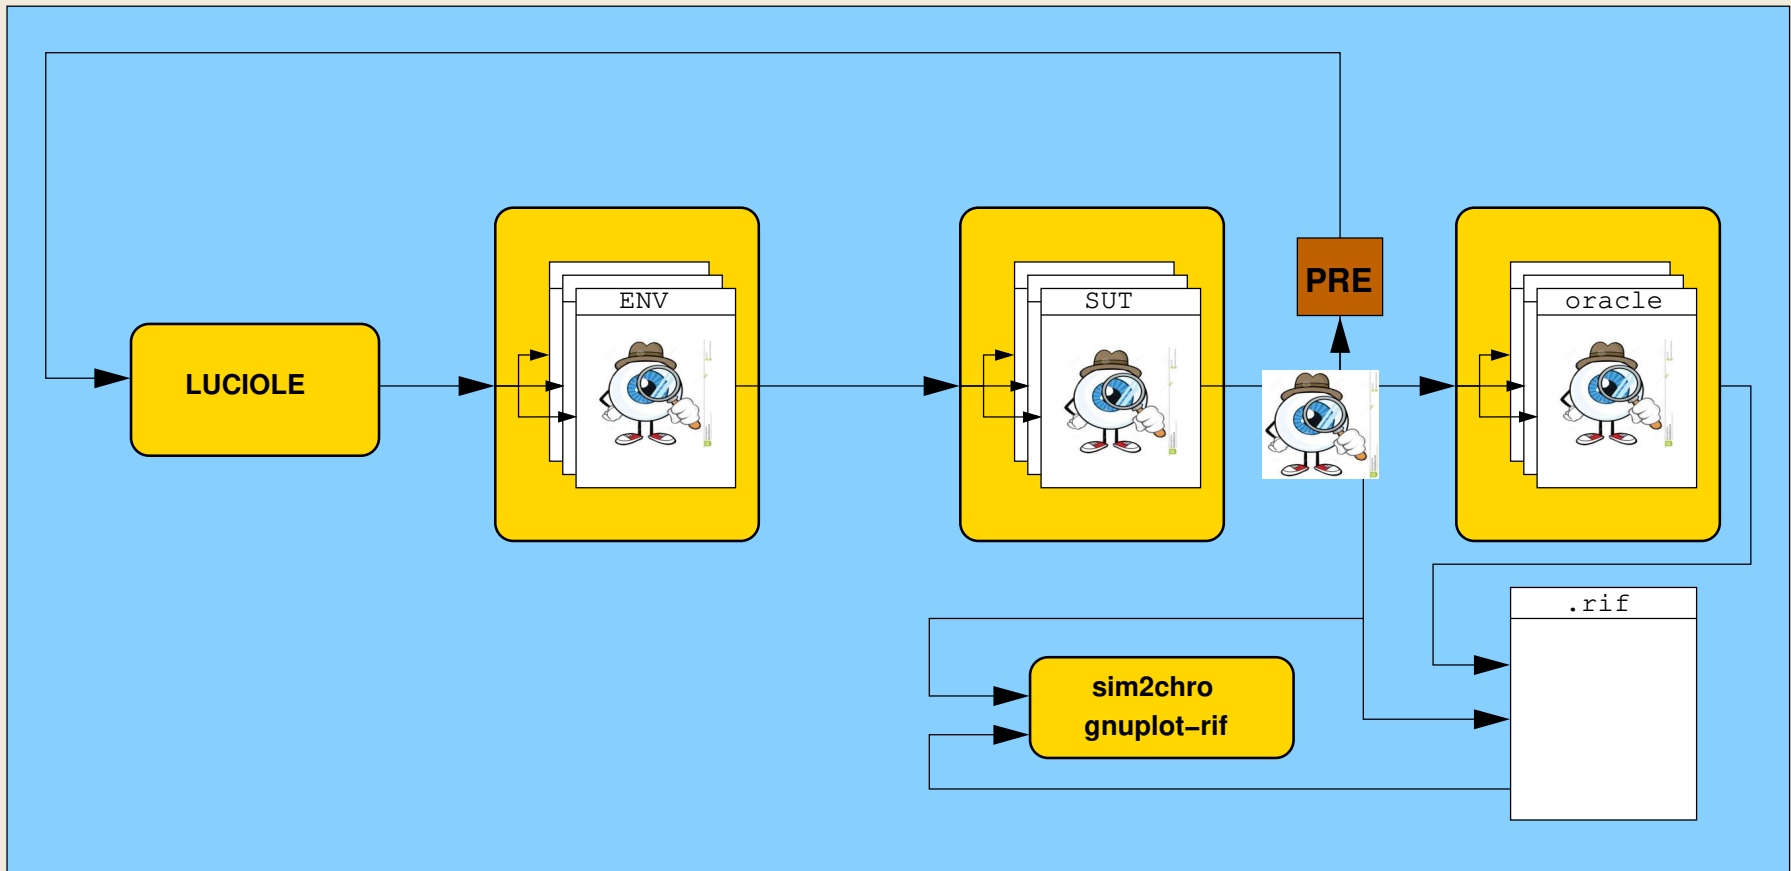 LUCIOLE
ENV
SUT
PRE
oracle
.rif
sim2chro
gnuplot−rif